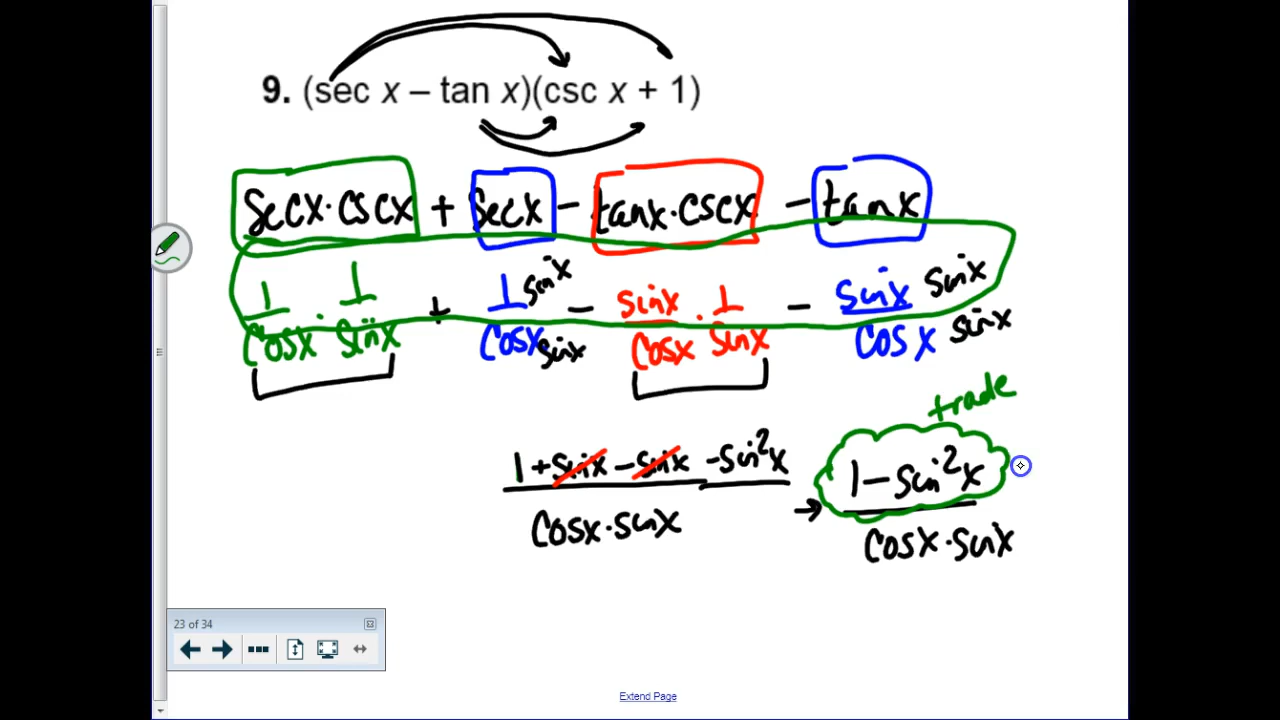 9. (sec x – tan x)(csc x + 1)
secx·cscx + secx - tanx·cscx - tanx
1/cosx · 1/sinx + 1/cosx sinx/sinx - sinx/cosx · 1/sinx - sinx/cosx sinx/sinx
trade
1+sinx-sinx-sin²x → 1-sin²x
cosx·sinx cosx·sinx
23 of 34
Extend Page